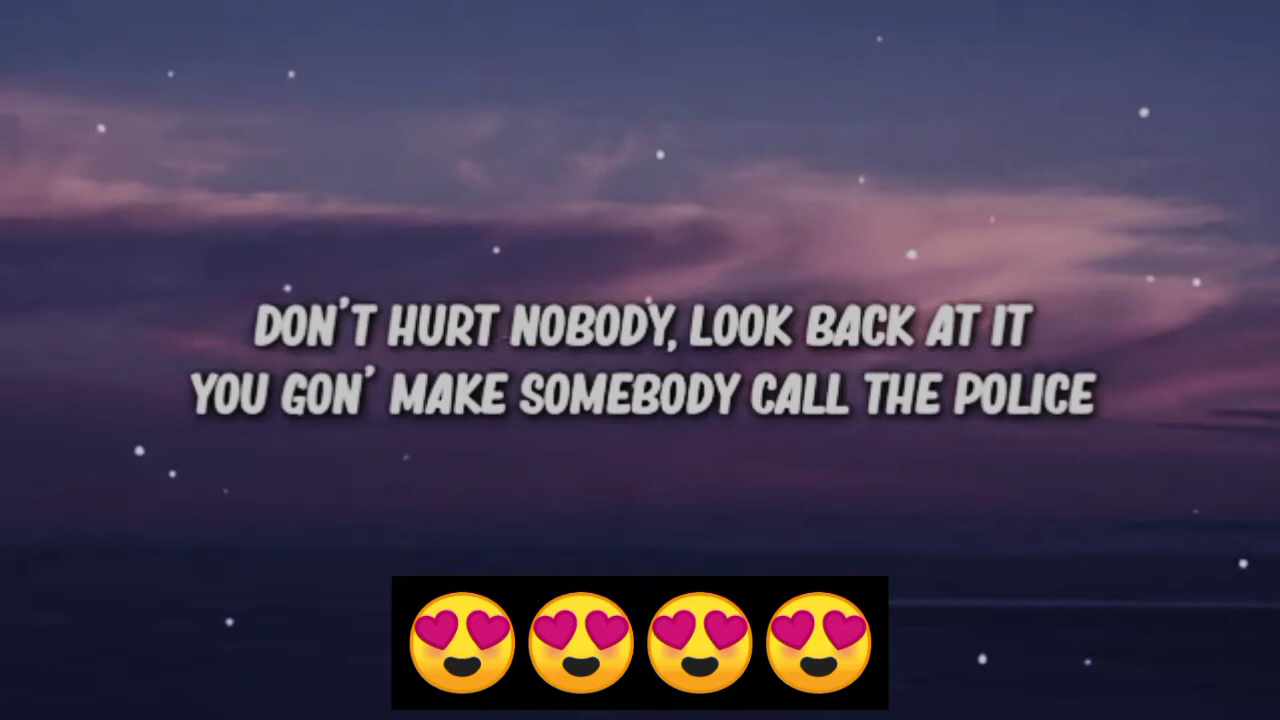 DON'T HURT NOBODY, LOOK BACK AT IT
YOU GON' MAKE SOMEBODY CALL THE POLICE
😍😍😍😍